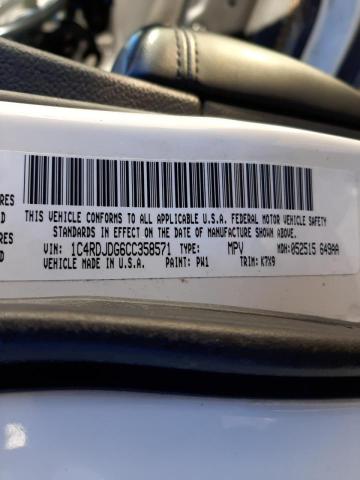 THIS VEHICLE CONFORMS TO ALL APPLICABLE U.S.A. FEDERAL MOTOR VEHICLE SAFETY
STANDARDS IN EFFECT ON THE DATE OF MANUFACTURE SHOWN ABOVE.
VIN: 1C4RDJDG6CC358571 TYPE: MPV MDH:052515 649AA
VEHICLE MADE IN U.S.A. PAINT: PW1 TRIM: K7X9